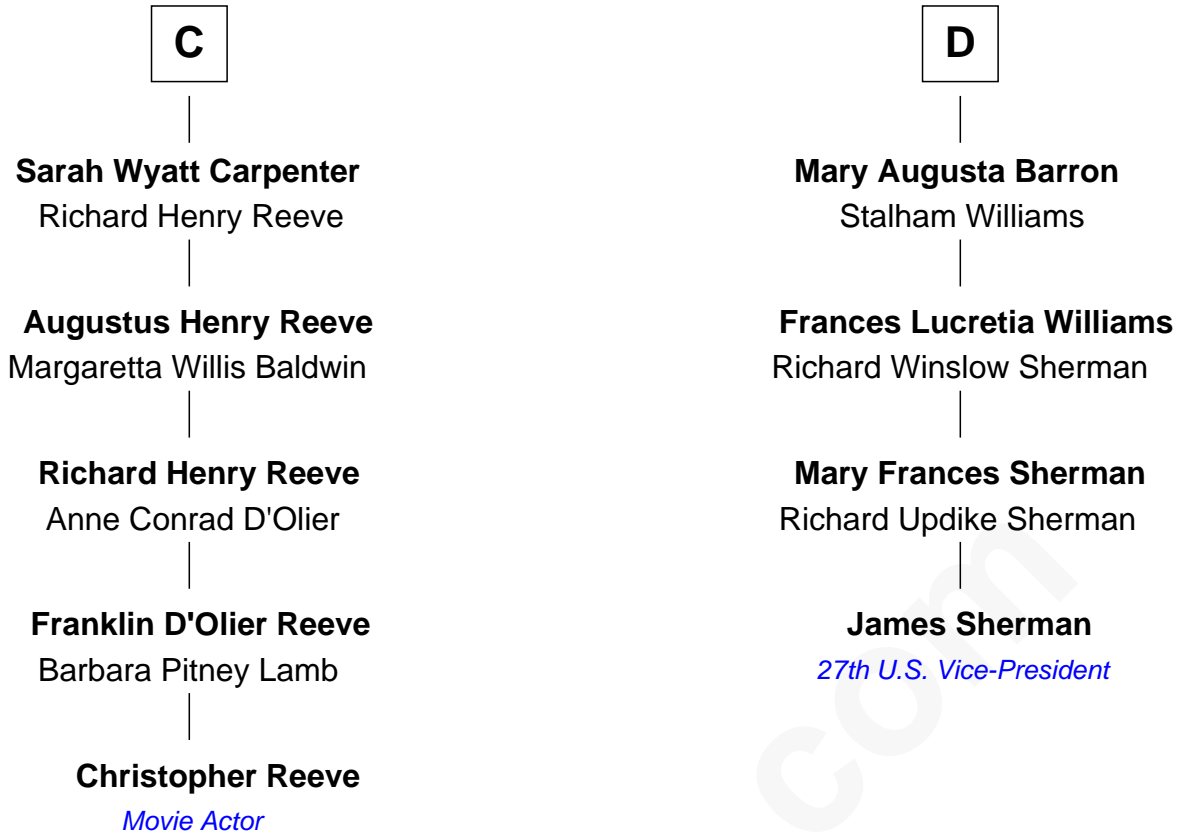 C
Sarah Wyatt Carpenter
Richard Henry Reeve
Augustus Henry Reeve
Margaretta Willis Baldwin
Richard Henry Reeve
Anne Conrad D'Olier
Franklin D'Olier Reeve
Barbara Pitney Lamb
Christopher Reeve
Movie Actor
D
Mary Augusta Barron
Stalham Williams
Frances Lucretia Williams
Richard Winslow Sherman
Mary Frances Sherman
Richard Updike Sherman
James Sherman
27th U.S. Vice-President
com